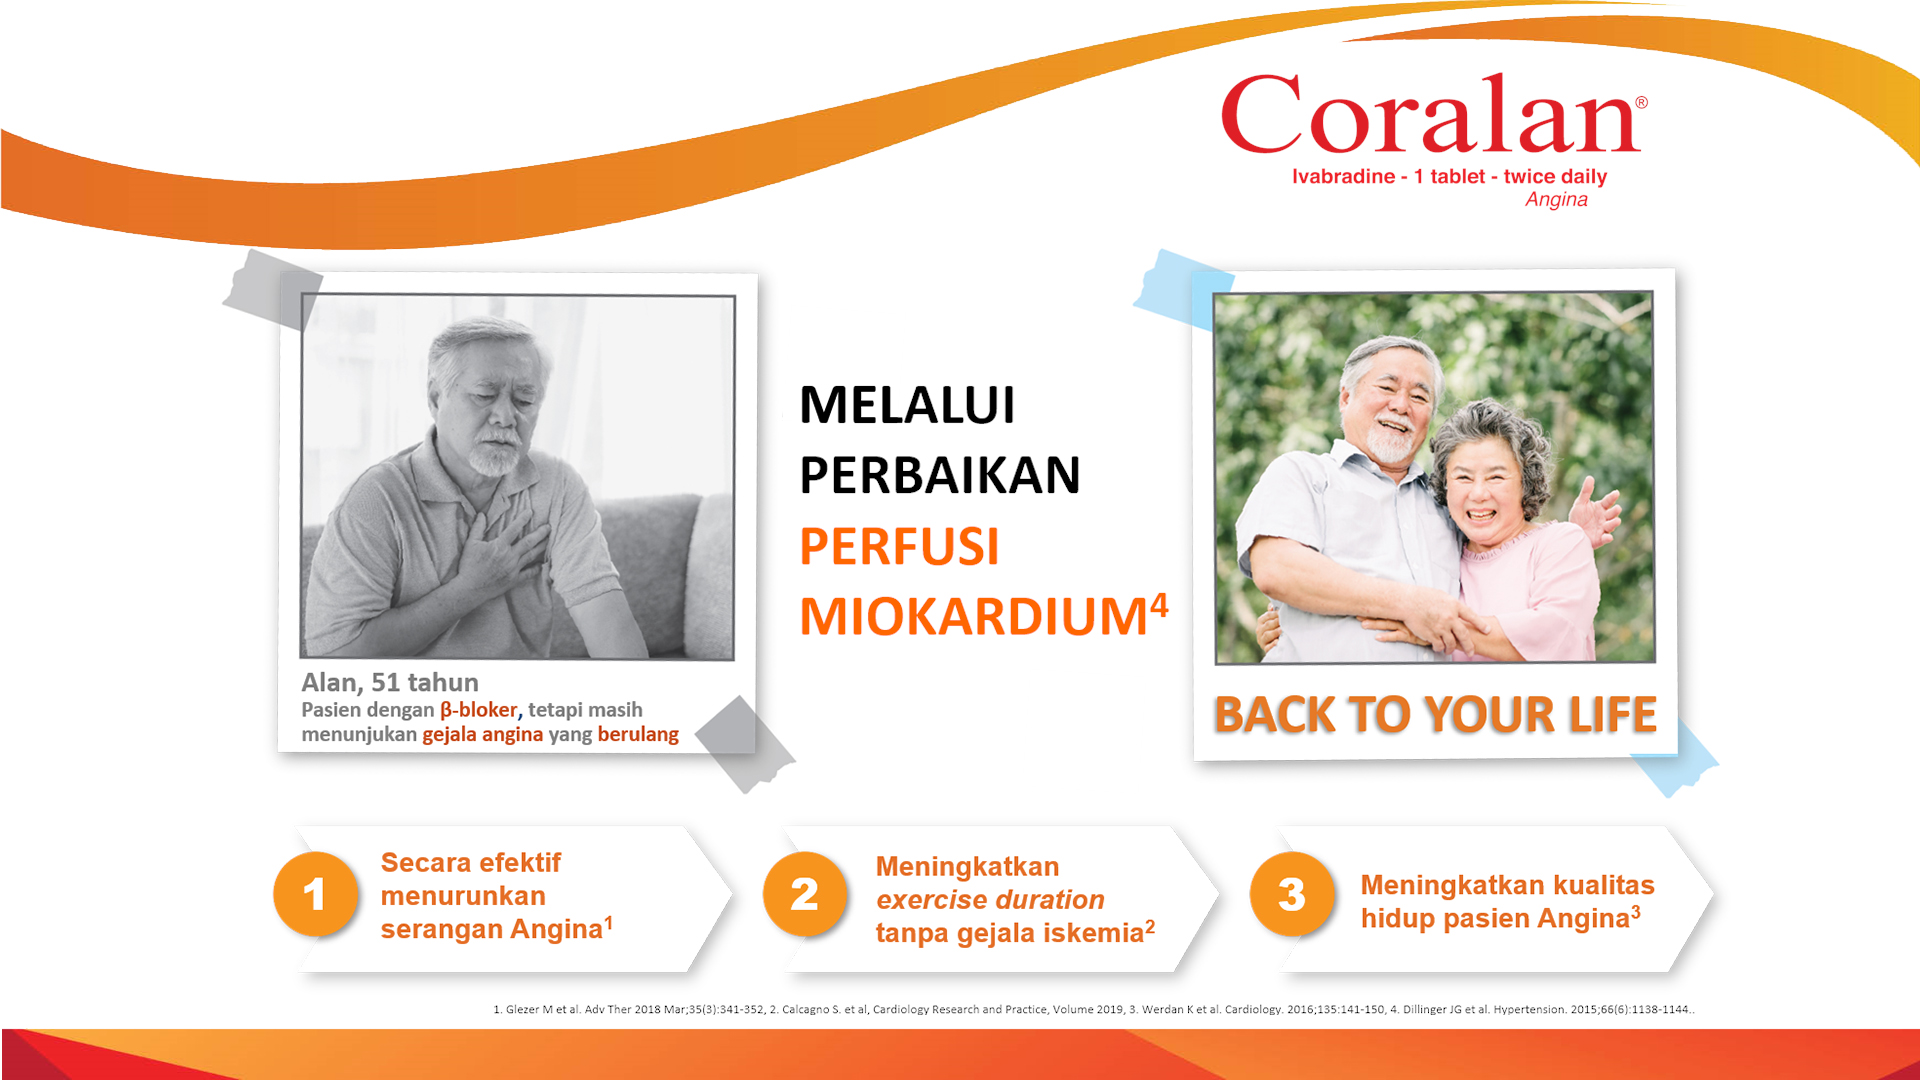 Coralan®
Ivabradine - 1 tablet - twice daily
Angina
MELALUI
PERBAIKAN
PERFUSI
MIOKARDIUM⁴
Alan, 51 tahun
Pasien dengan β-bloker, tetapi masih
menunjukan gejala angina yang berulang
BACK TO YOUR LIFE
1
Secara efektif
menurunkan
serangan Angina¹
2
Meningkatkan
exercise duration
tanpa gejala iskemia²
3
Meningkatkan kualitas
hidup pasien Angina³
1. Glezer M et al. Adv Ther 2018 Mar;35(3):341-352, 2. Calcagno S. et al, Cardiology Research and Practice, Volume 2019, 3. Werdan K et al. Cardiology. 2016;135:141-150, 4. Dillinger JG et al. Hypertension. 2015;66(6):1138-1144..